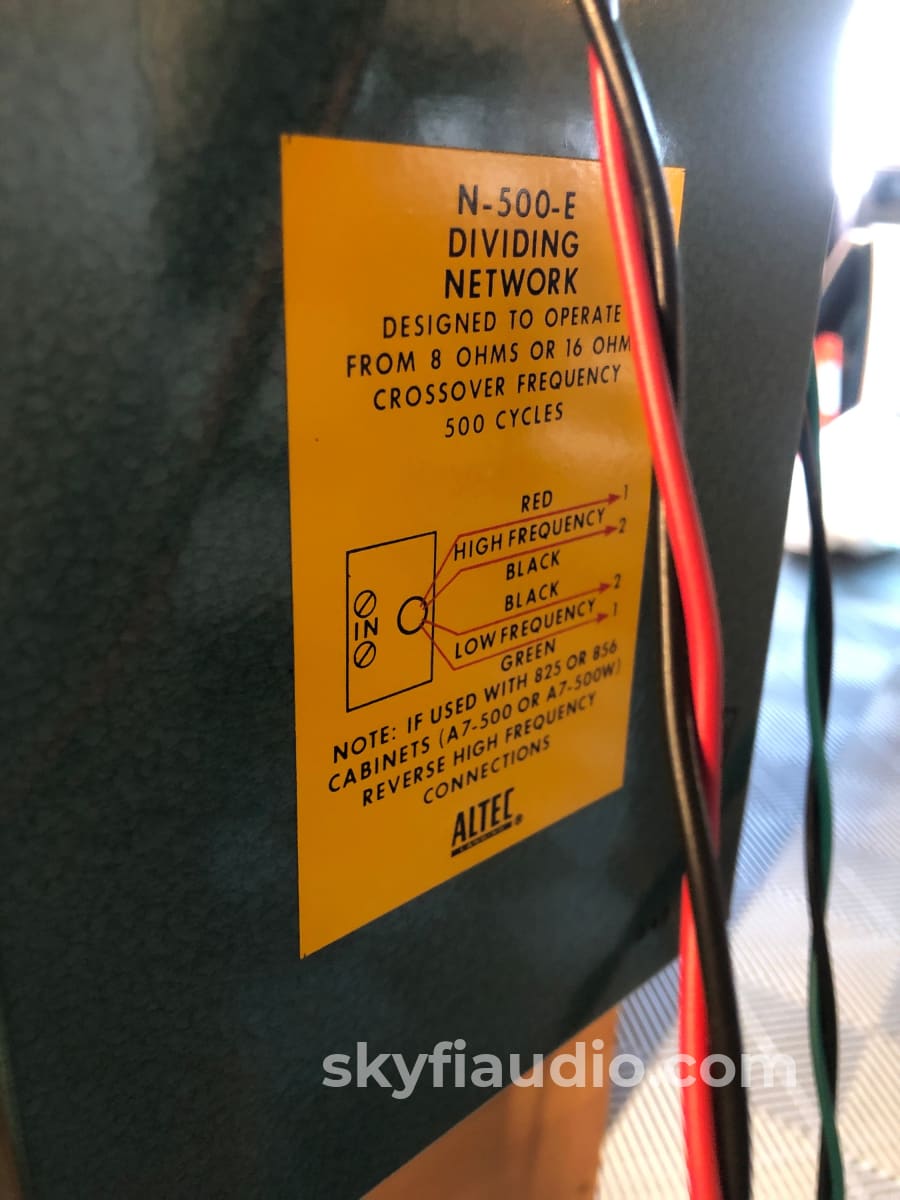 N-500-E
DIVIDING
NETWORK
DESIGNED TO OPERATE
FROM 8 OHMS OR 16 OHM
CROSSOVER FREQUENCY
500 CYCLES
RED 1
HIGH FREQUENCY 2
BLACK
BLACK 2
LOW FREQUENCY 1
GREEN
IN
NOTE: IF USED WITH 825 OR 856
CABINETS (A7-500 OR A7-500W)
REVERSE HIGH FREQUENCY
CONNECTIONS
ALTEC
®
skyfiaudio.com